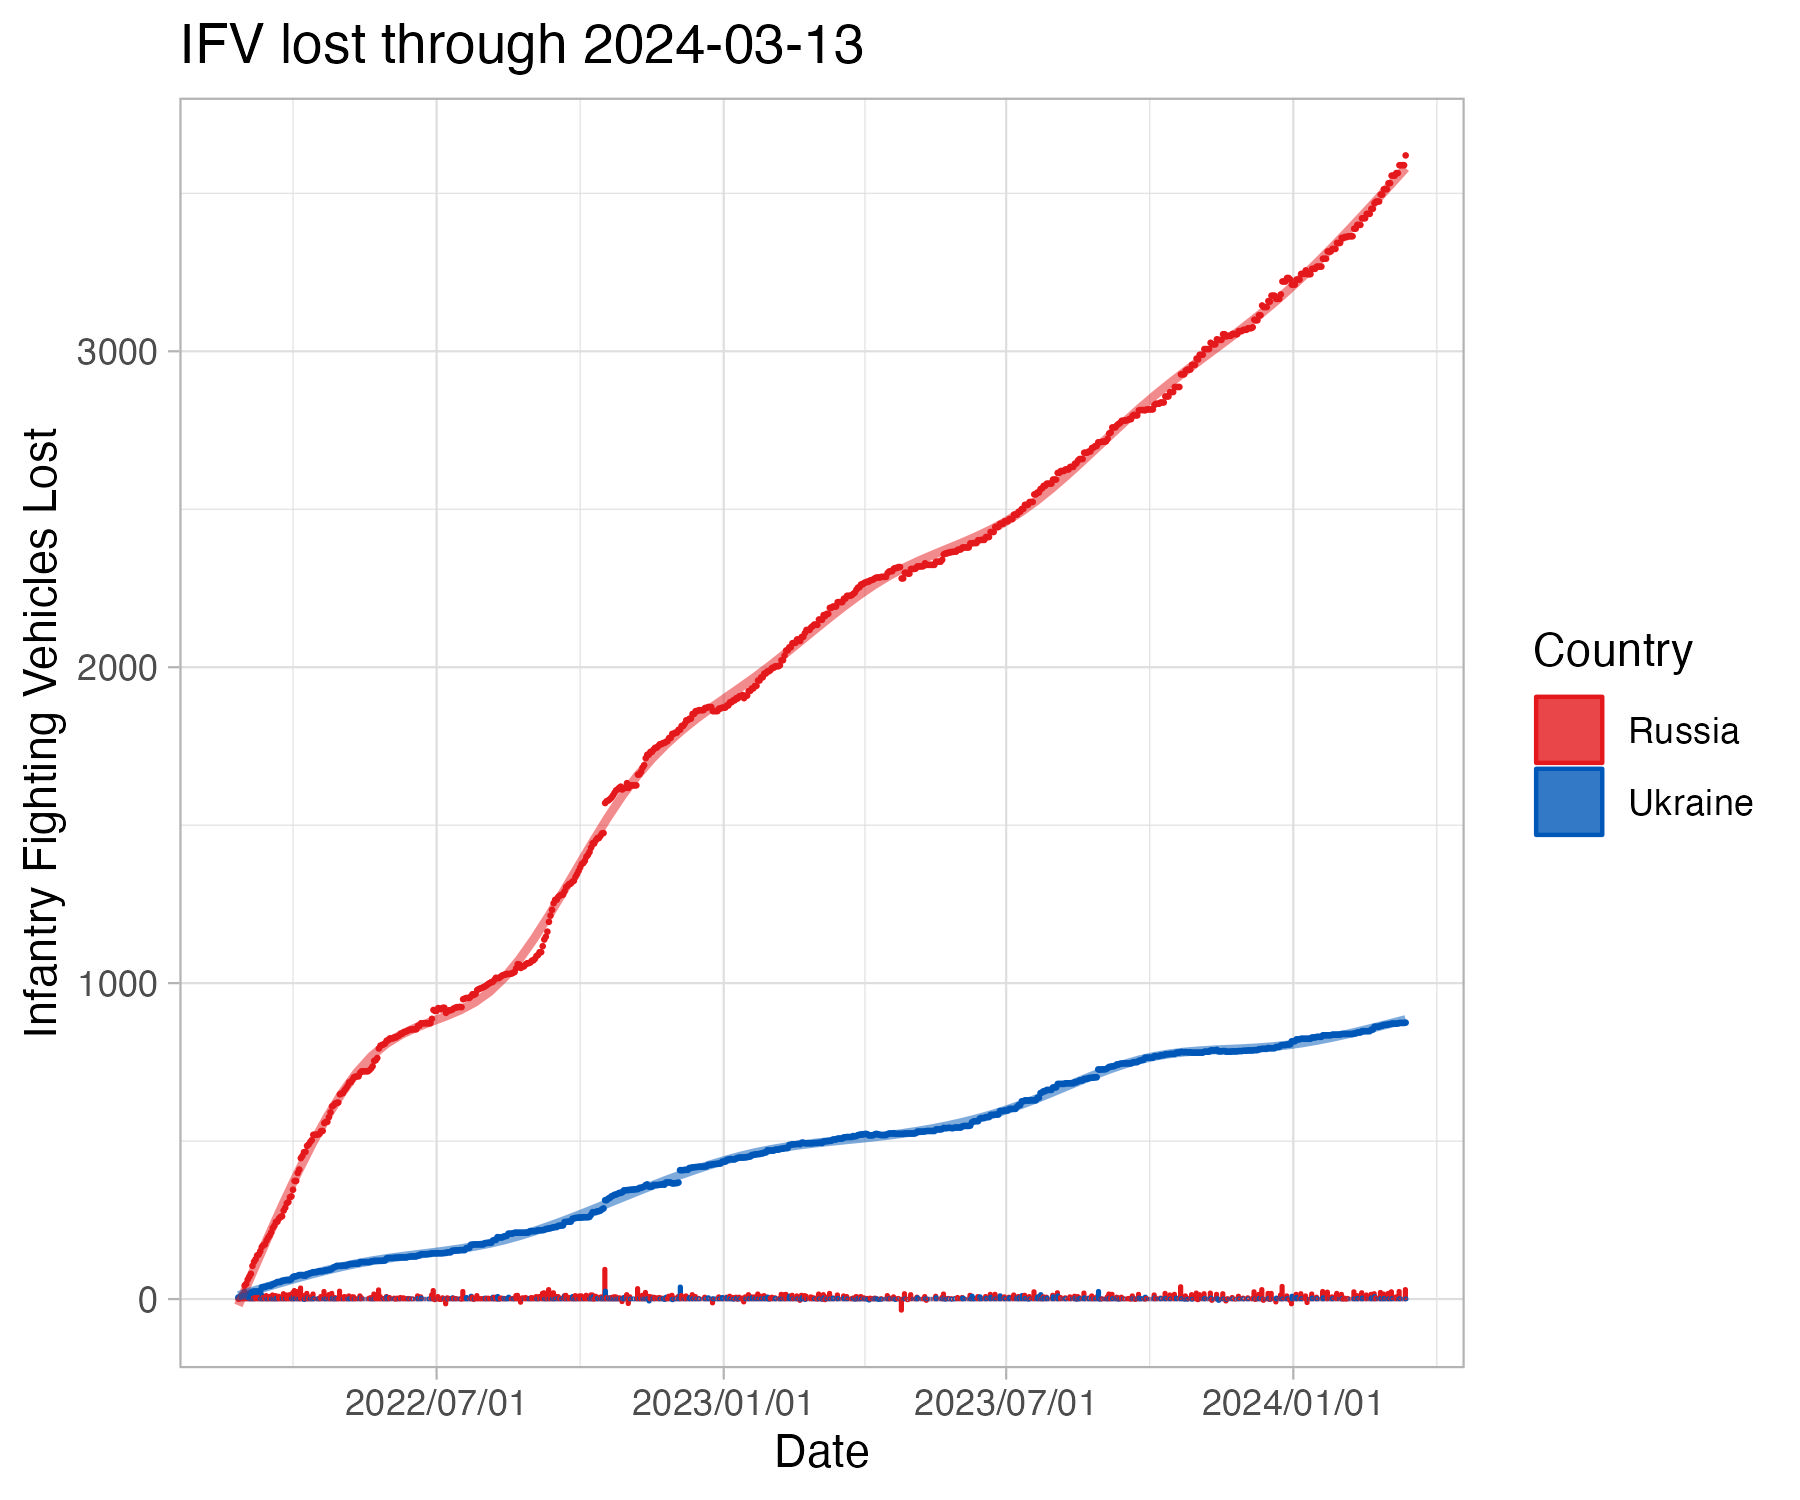 IFV lost through 2024-03-13
Infantry Fighting Vehicles Lost
3000
2000
1000
0
2022/07/01
2023/01/01
2023/07/01
2024/01/01
Date
Country
Russia
Ukraine